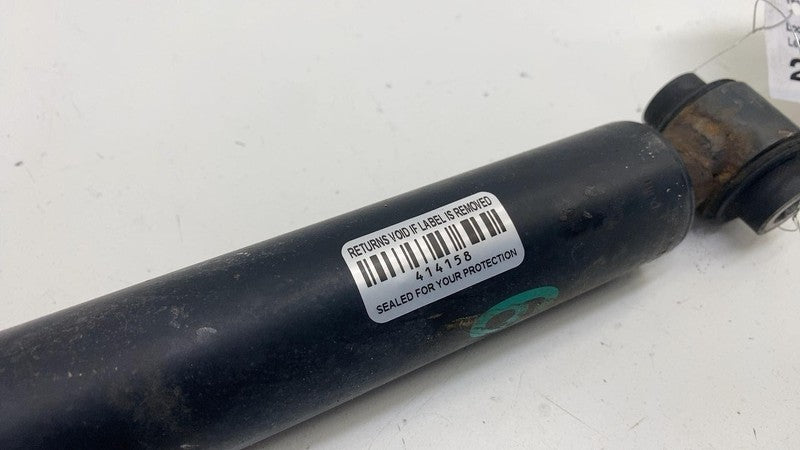 RETURNS VOID IF LABEL IS REMOVED
414158
SEALED FOR YOUR PROTECTION